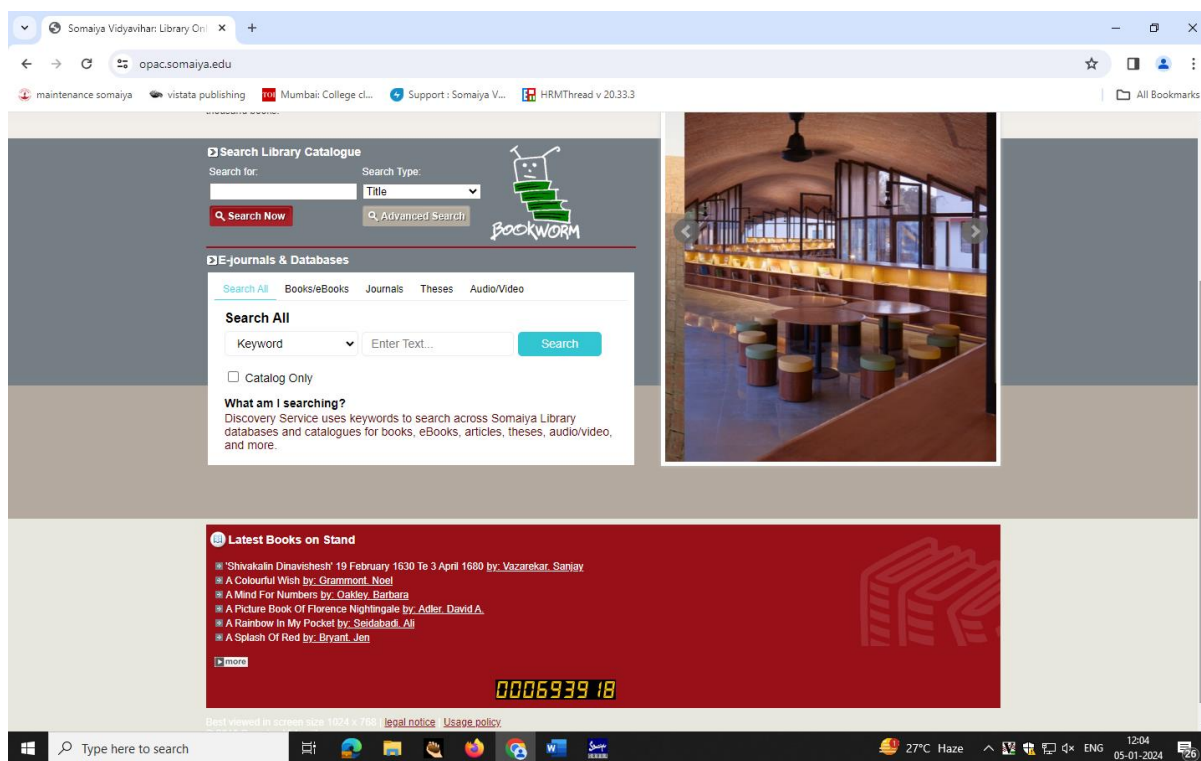 Somaiya Vidyavihar: Library Onl
opac.somaiya.edu
maintenance somaiya vistata publishing TOI Mumbai: College cl... Support : Somaiya V... HRMThread v 20.33.3 All Bookmarks
thousand books.
Search Library Catalogue
Search for: Search Type:
Title
Search Now Advanced Search
BOOKWORM
E-journals & Databases
Search All Books/eBooks Journals Theses Audio/Video
Search All
Keyword Enter Text... Search
Catalog Only
What am I searching?
Discovery Service uses keywords to search across Somaiya Library
databases and catalogues for books, eBooks, articles, theses, audio/video,
and more.
Latest Books on Stand
'Shivakalin Dinavishesh' 19 February 1630 Te 3 April 1680 by: Vazarekar, Sanjay
A Colourful Wish by: Grammont, Noel
A Mind For Numbers by: Oakley, Barbara
A Picture Book Of Florence Nightingale by: Adler, David A.
A Rainbow In My Pocket by: Seidabadi, Ali
A Splash Of Red by: Bryant, Jen
more
000693918
Best viewed in screen size 1024 x 768 | legal notice | Usage policy
Type here to search 27°C Haze ENG 12:04
05-01-2024 26